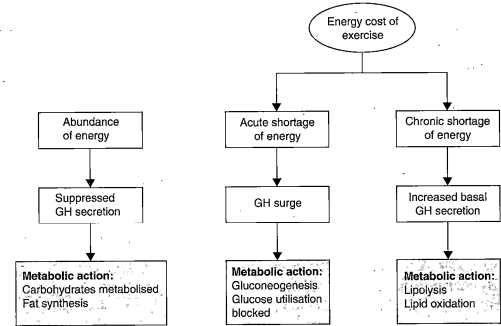 Energy cost of
exercise
Abundance
of energy
Acute shortage
of energy
Chronic shortage
of energy
Suppressed
GH secretion
GH surge
Increased basal
GH secretion
Metabolic action:
Carbohydrates metabolised
Fat synthesis
Metabolic action:
Gluconeogenesis
Glucose utilisation
blocked
Metabolic action:
Lipolysis
Lipid oxidation